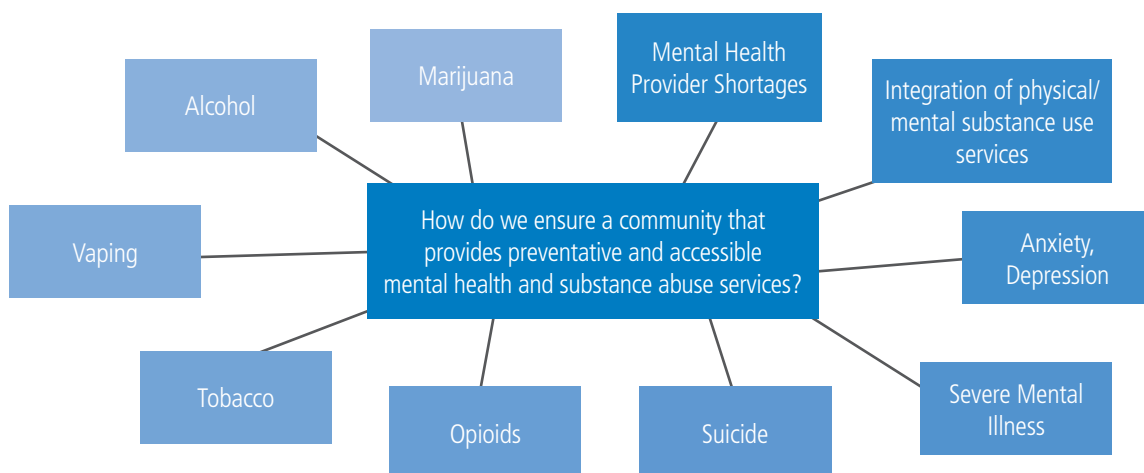 Mental Health
Provider Shortages
Marijuana
Alcohol
Integration of physical/
mental substance use
services
How do we ensure a community that
provides preventative and accessible
mental health and substance abuse services?
Vaping
Anxiety,
Depression
Tobacco
Opioids
Suicide
Severe Mental
Illness